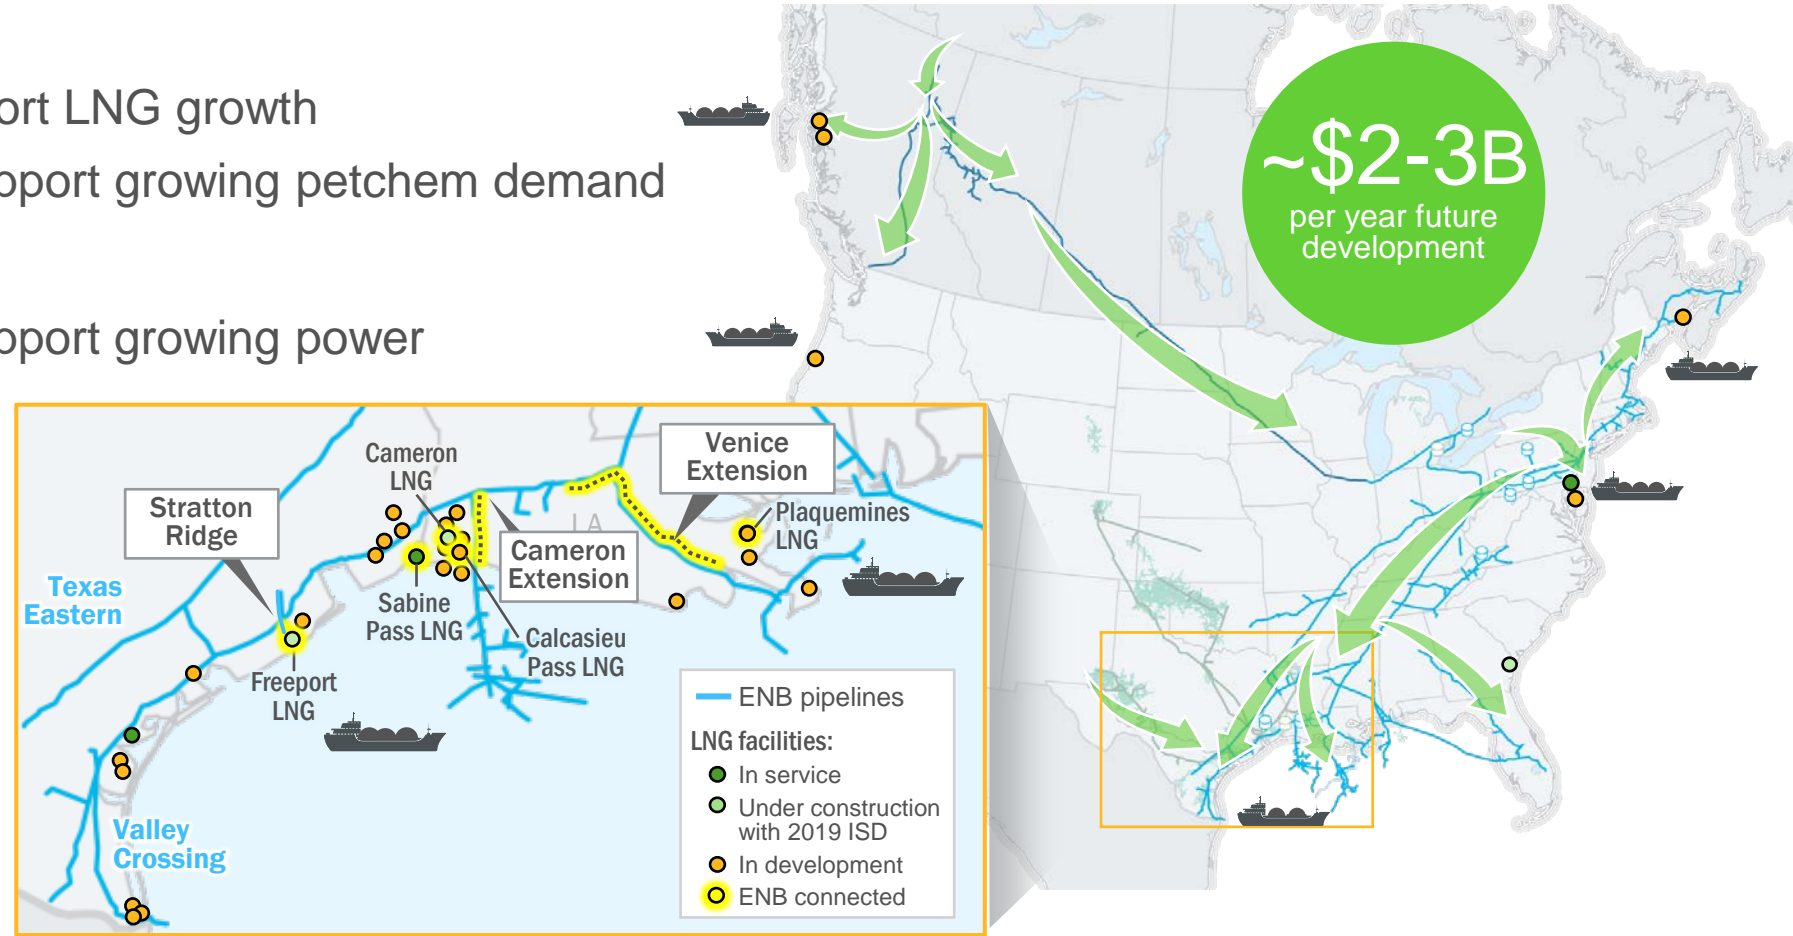 ort LNG growth
pport growing petchem demand
pport growing power
~$2-3B
per year future
development
Venice
Extension
Cameron
LNG
Stratton
Ridge
Plaquemines
LNG
LA
Cameron
Extension
Texas
Eastern
Sabine
Pass LNG
Calcasieu
Pass LNG
Freeport
LNG
Valley
Crossing
ENB pipelines
LNG facilities:
In service
Under construction
with 2019 ISD
In development
ENB connected